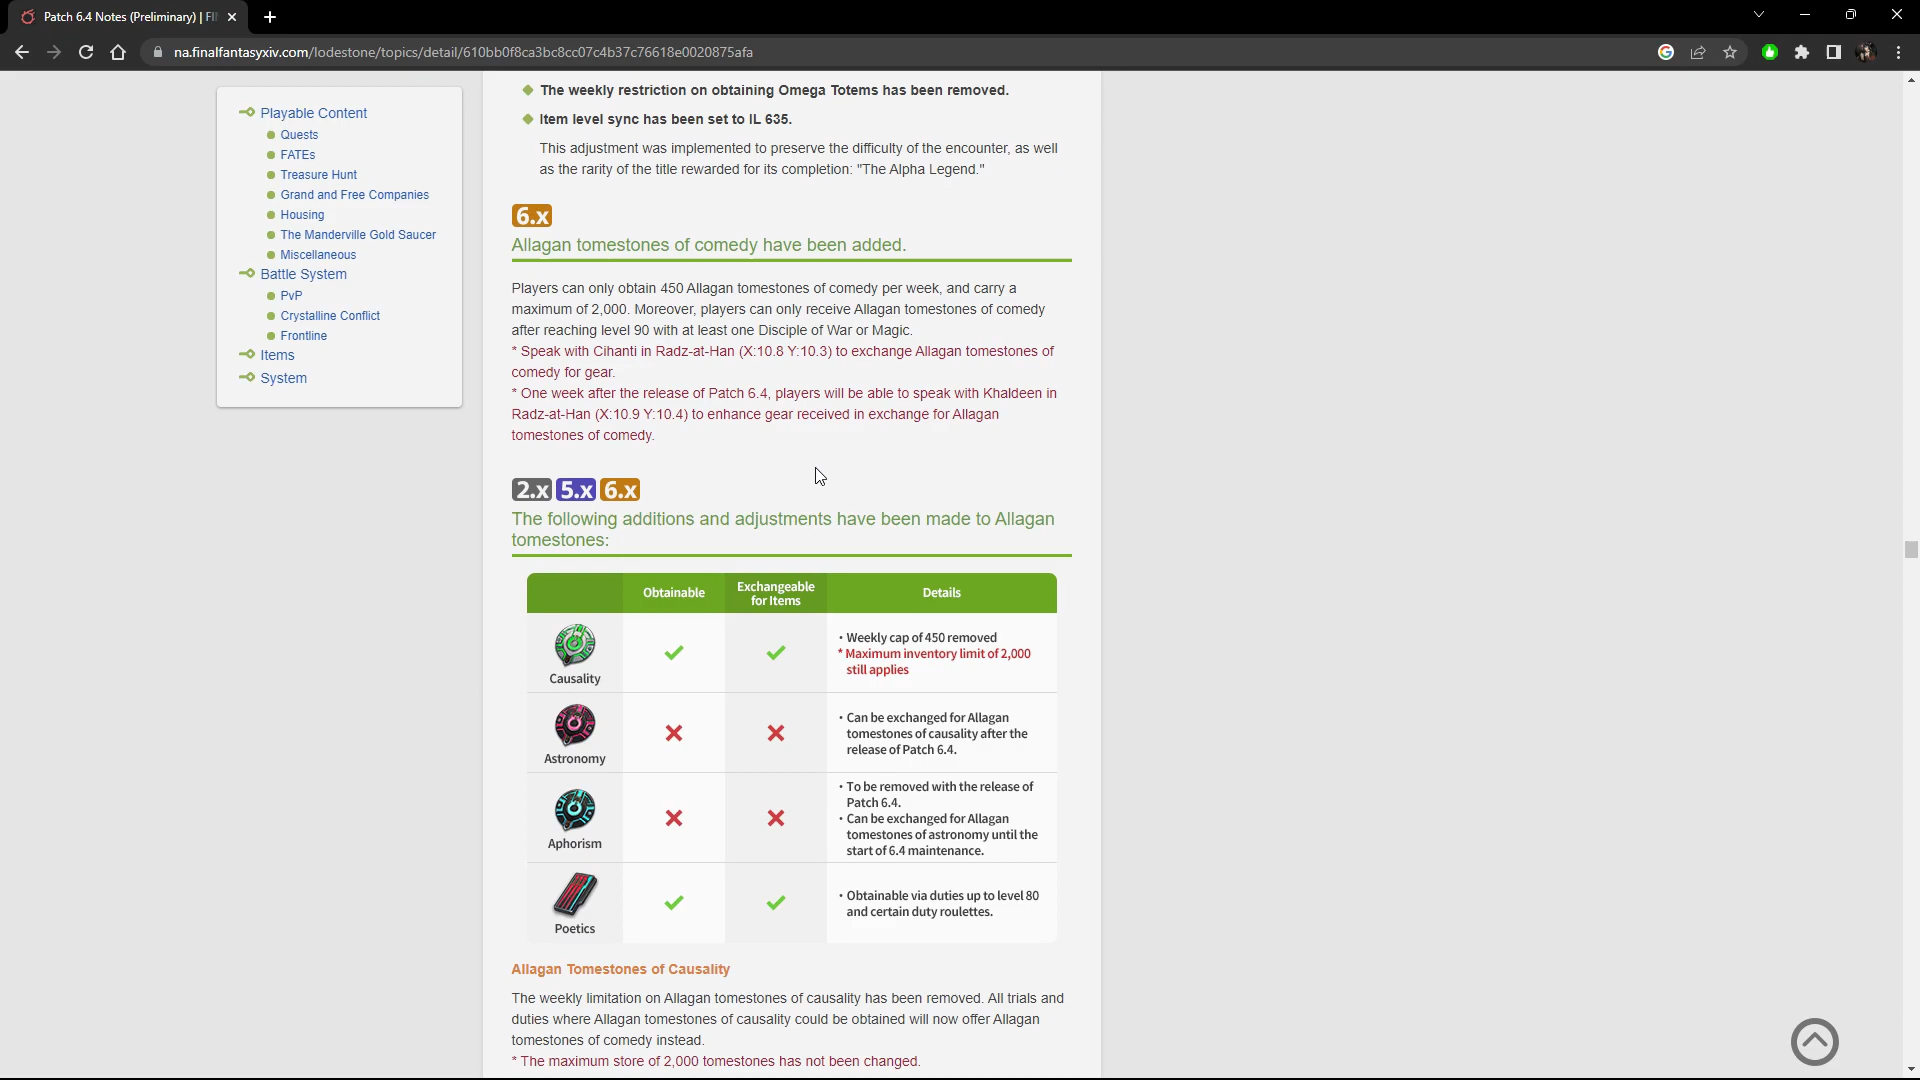 Patch 6.4 Notes (Preliminary) | FI
na.finalfantasyxiv.com/lodestone/topics/detail/610bb0f8ca3bc8cc07c4b37c76618e0020875afa
Playable Content
Quests
FATEs
Treasure Hunt
Grand and Free Companies
Housing
The Manderville Gold Saucer
Miscellaneous
Battle System
PvP
Crystalline Conflict
Frontline
Items
System
The weekly restriction on obtaining Omega Totems has been removed.
Item level sync has been set to IL 635.
This adjustment was implemented to preserve the difficulty of the encounter, as well
as the rarity of the title rewarded for its completion: "The Alpha Legend."
6.x
Allagan tomestones of comedy have been added.
Players can only obtain 450 Allagan tomestones of comedy per week, and carry a
maximum of 2,000. Moreover, players can only receive Allagan tomestones of comedy
after reaching level 90 with at least one Disciple of War or Magic.
* Speak with Cihanti in Radz-at-Han (X:10.8 Y:10.3) to exchange Allagan tomestones of
comedy for gear.
* One week after the release of Patch 6.4, players will be able to speak with Khaldeen in
Radz-at-Han (X:10.9 Y:10.4) to enhance gear received in exchange for Allagan
tomestones of comedy.
2.x 5.x 6.x
The following additions and adjustments have been made to Allagan
tomestones:
Obtainable
Exchangeable
for Items
Details
Causality
・Weekly cap of 450 removed
* Maximum inventory limit of 2,000
still applies
Astronomy
・Can be exchanged for Allagan
tomestones of causality after the
release of Patch 6.4.
Aphorism
・To be removed with the release of
Patch 6.4.
・Can be exchanged for Allagan
tomestones of astronomy until the
start of 6.4 maintenance.
Poetics
・Obtainable via duties up to level 80
and certain duty roulettes.
Allagan Tomestones of Causality
The weekly limitation on Allagan tomestones of causality has been removed. All trials and
duties where Allagan tomestones of causality could be obtained will now offer Allagan
tomestones of comedy instead.
* The maximum store of 2,000 tomestones has not been changed.